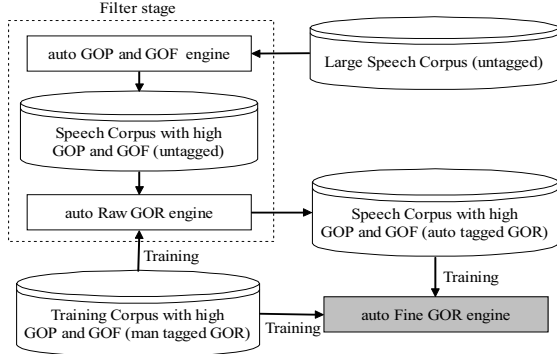 Filter stage
auto GOP and GOF engine
Large Speech Corpus (untagged)
Speech Corpus with high
GOP and GOF (untagged)
auto Raw GOR engine
Speech Corpus with high
GOP and GOF (auto tagged GOR)
Training
Training
Training Corpus with high
GOP and GOF (man tagged GOR)
Training
auto Fine GOR engine